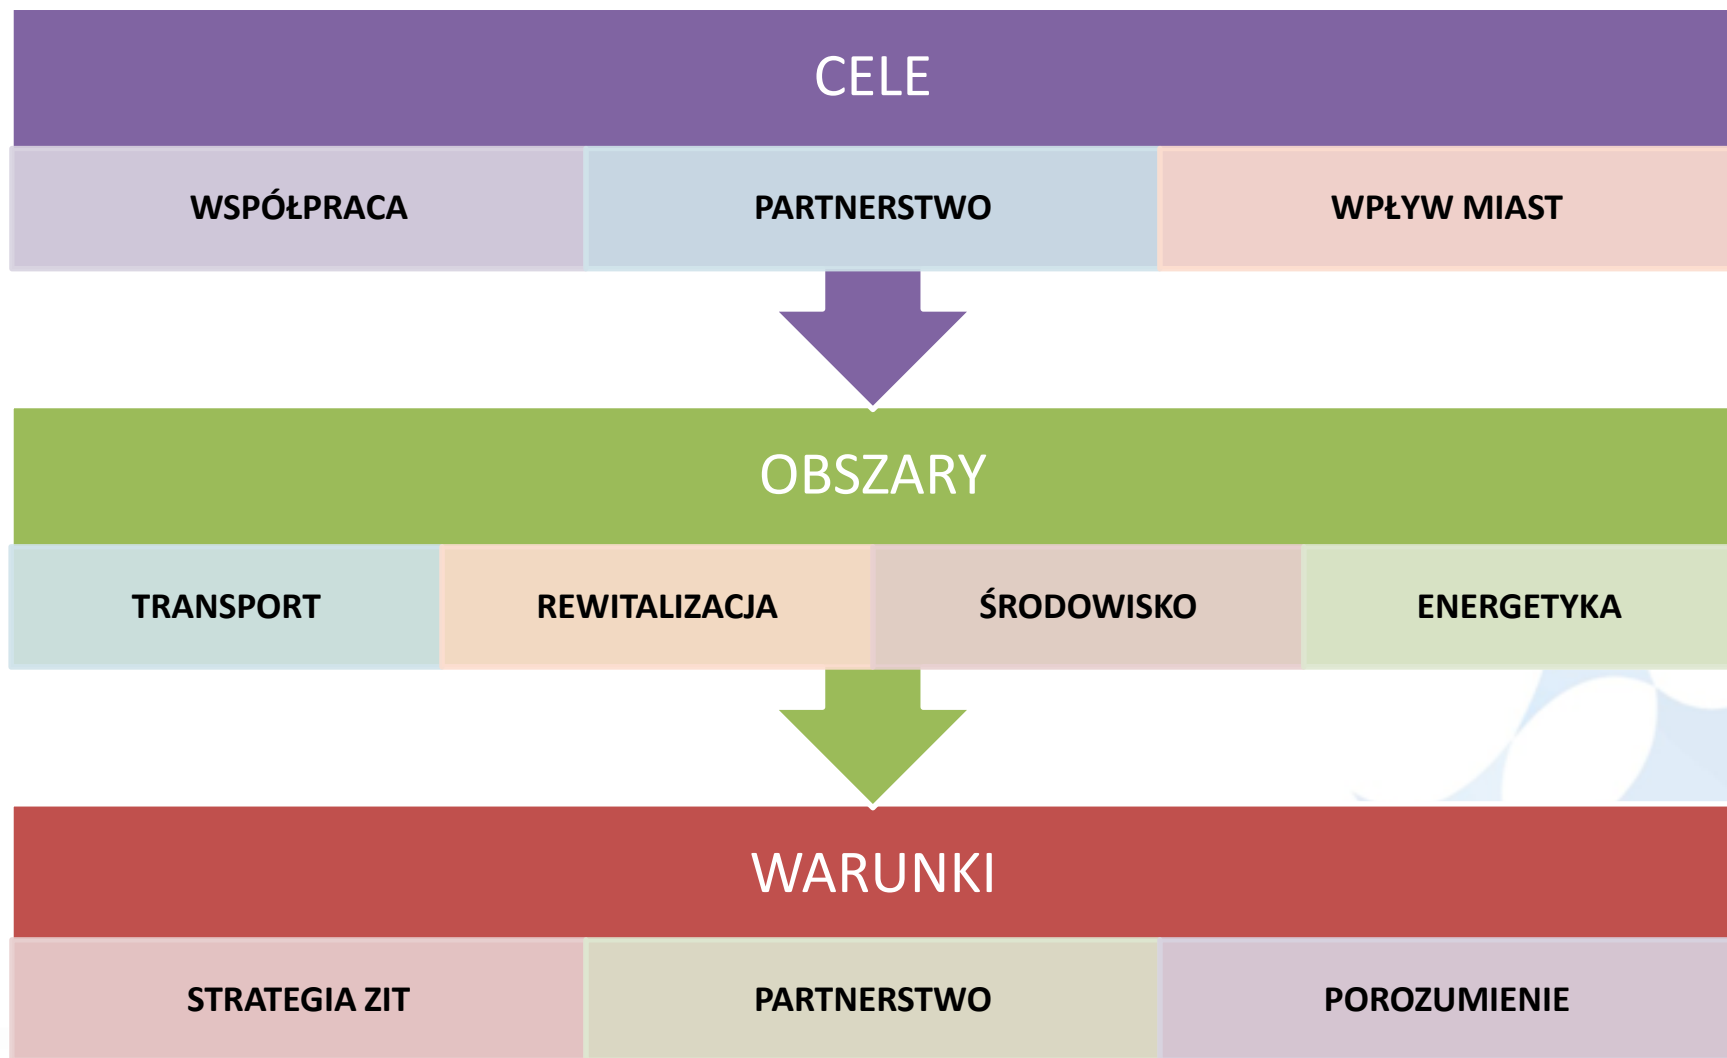 CELE
WSPÓŁPRACA PARTNERSTWO WPŁYW MIAST
OBSZARY
TRANSPORT REWITALIZACJA ŚRODOWISKO ENERGETYKA
WARUNKI
STRATEGIA ZIT PARTNERSTWO POROZUMIENIE